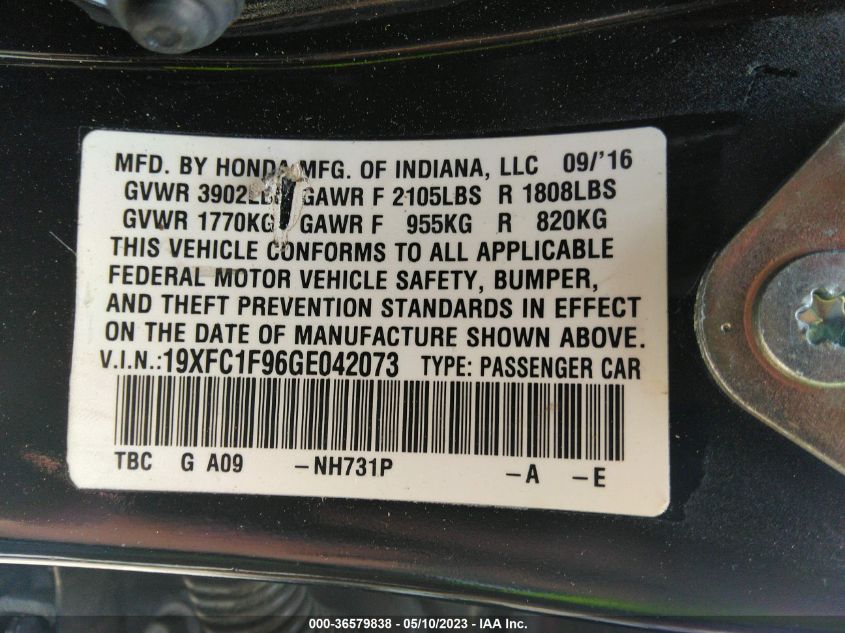 MFD. BY HONDA MFG. OF INDIANA, LLC 09/'16
GVWR 3902LBS GAWR F 2105LBS R 1808LBS
GVWR 1770KG GAWR F 955KG R 820KG
THIS VEHICLE CONFORMS TO ALL APPLICABLE
FEDERAL MOTOR VEHICLE SAFETY, BUMPER,
AND THEFT PREVENTION STANDARDS IN EFFECT
ON THE DATE OF MANUFACTURE SHOWN ABOVE.
V.I.N.:19XFC1F96GE042073 TYPE: PASSENGER CAR
TBC G A09 -NH731P -A -E
000-36579838 - 05/10/2023 - IAA Inc.